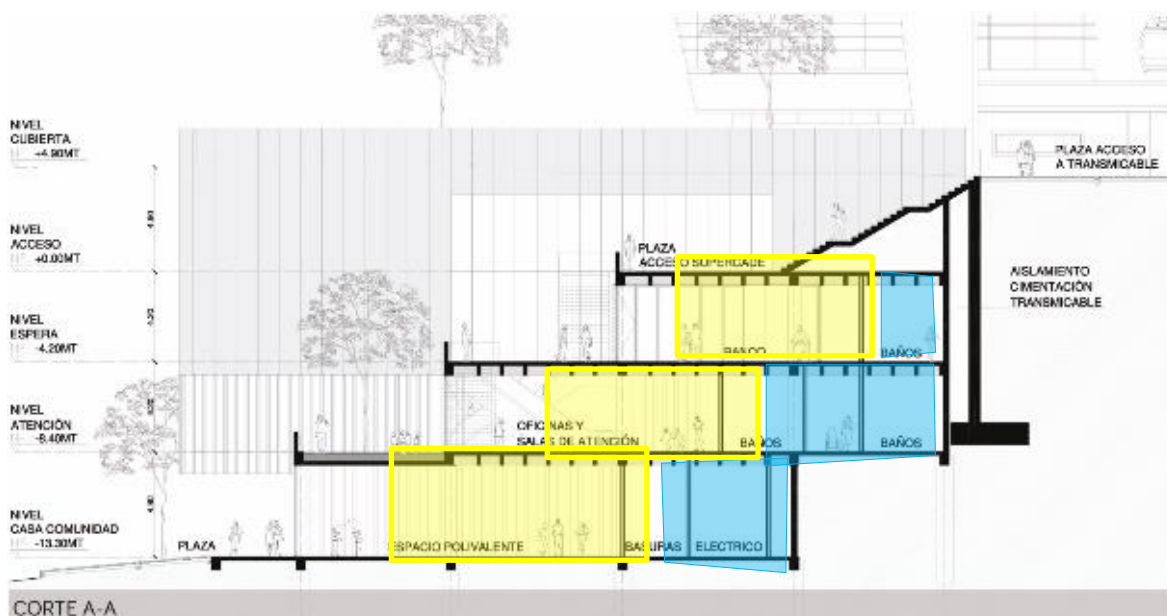 NIVEL
CUBIERTA
+4.90MT
PLAZA ACCESO
A TRANSMICABLE
NIVEL
ACCESO
+0.00MT
PLAZA
ACCESO SUPERCADE
AISLAMIENTO
CIMENTACIÓN
TRANSMICABLE
NIVEL
ESPERA
-4.20MT
BANCO
BAÑOS
NIVEL
ATENCIÓN
-8.40MT
OFICINAS Y
SALAS DE ATENCIÓN
BAÑOS
BAÑOS
NIVEL
CASA COMUNIDAD
-13.30MT
PLAZA
ESPACIO POLIVALENTE
BASURAS
ELECTRICO
CORTE A-A